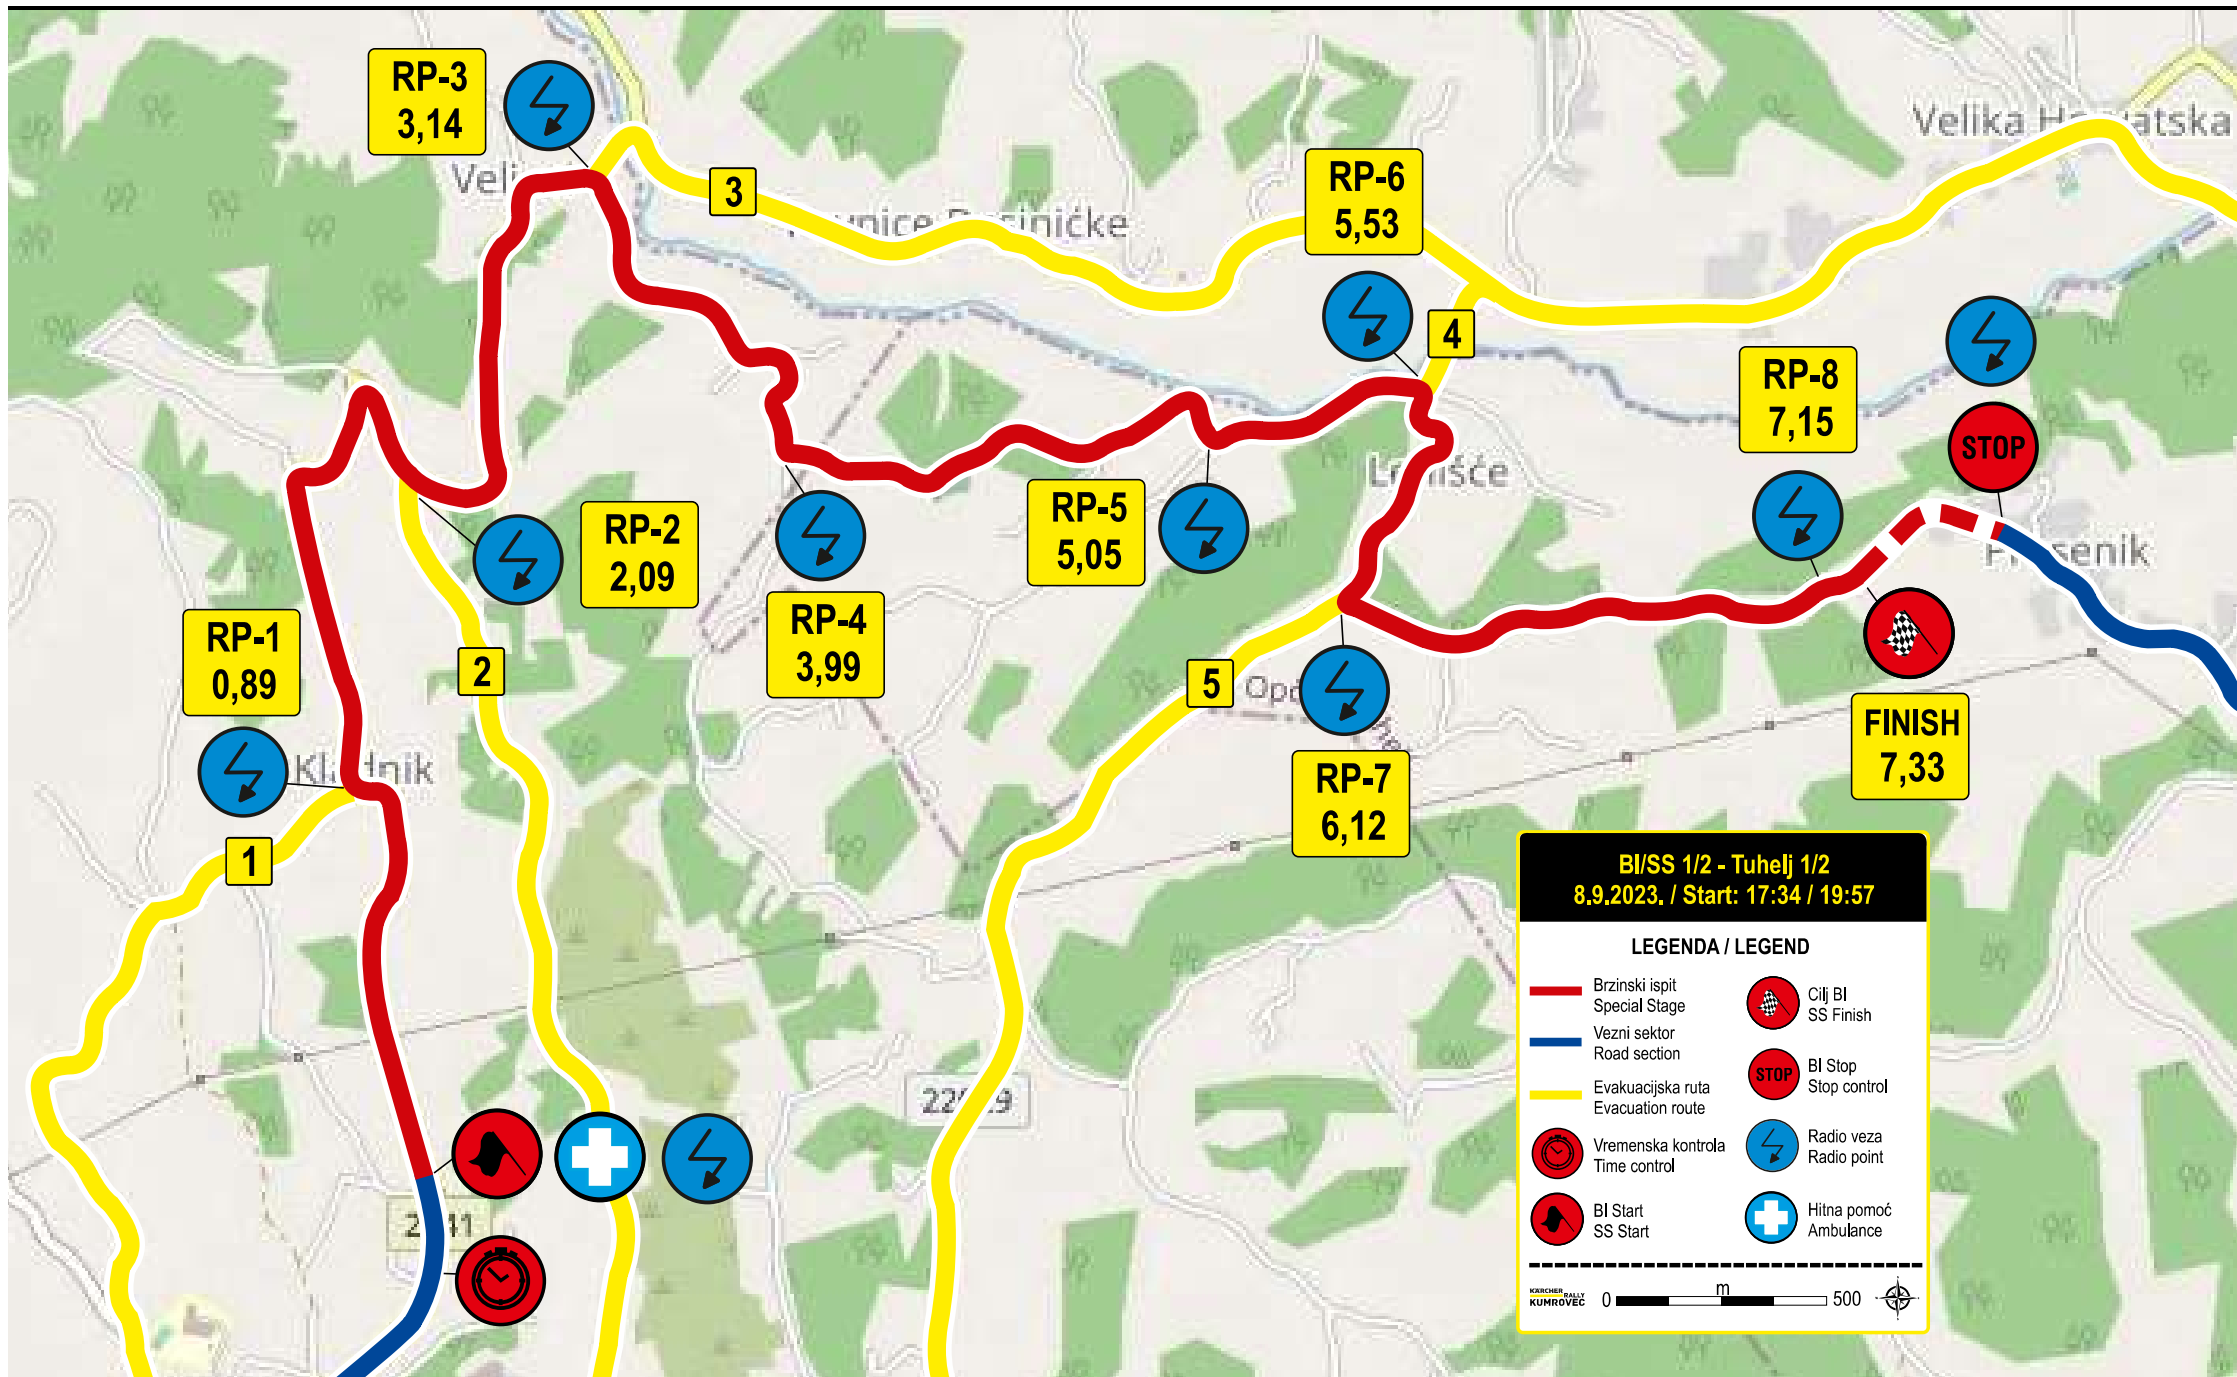 RP-3
3,14
3
RP-6
5,53
4
RP-8
7,15
STOP
RP-2
2,09
RP-5
5,05
RP-4
3,99
RP-1
0,89
2
5
1
RP-7
6,12
FINISH
7,33
BI/SS 1/2 - Tuhelj 1/2
8.9.2023. / Start: 17:34 / 19:57
LEGENDA / LEGEND
Brzinski ispit
Special Stage
Vezni sektor
Road section
Evakuacijska ruta
Evacuation route
Vremenska kontrola
Time control
BI Start
SS Start
Cilj BI
SS Finish
STOP
BI Stop
Stop control
Radio veza
Radio point
Hitna pomoć
Ambulance
KÄRCHER
RALLY
KUMROVEC
0 m 500